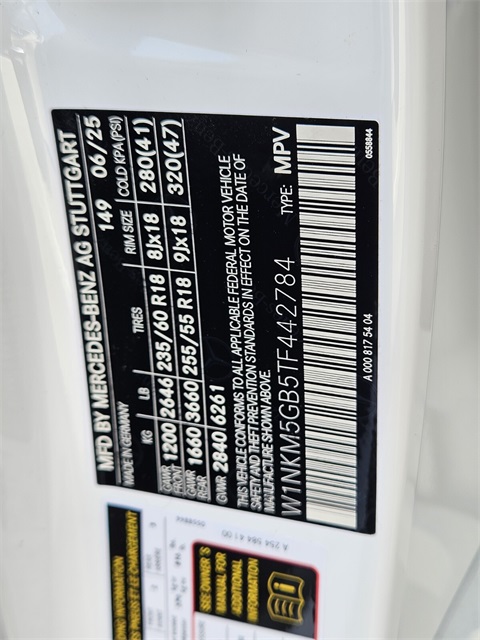 MFD BY MERCEDES-BENZ AG STUTTGART
MADE IN GERMANY 149 06/25
KG LB TIRES RIM SIZE COLD KPA(PSI)
GAWR FRONT 1200 2646 235/60 R18 8Jx18 280(41)
GAWR REAR 1660 3660 255/55 R18 9Jx18 320(47)
GVWR 2840 6261
THIS VEHICLE CONFORMS TO ALL APPLICABLE FEDERAL MOTOR VEHICLE
SAFETY AND THEFT PREVENTION STANDARDS IN EFFECT ON THE DATE OF
MANUFACTURE SHOWN ABOVE.
TYPE: MPV
W1NKM5GB5TF442784
A 000 817 54 04
0558844
SEE OWNER'S
MANUAL FOR
ADDITIONAL
INFORMATION
A 254 584 41 00